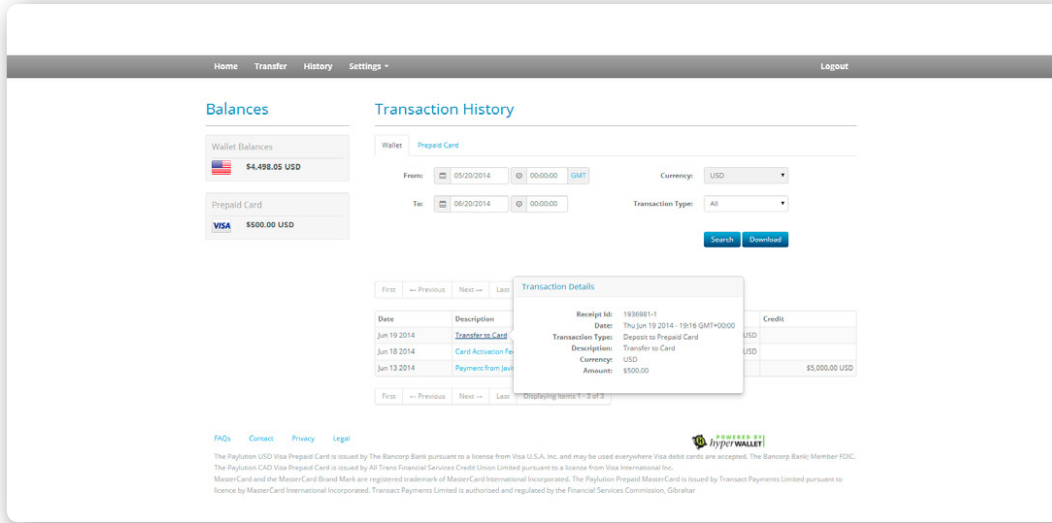 Home Transfer History Settings Logout
Balances
Wallet Balances
$4,498.05 USD
Prepaid Card
VISA $500.00 USD
Transaction History
Wallet Prepaid Card
From: 05/20/2014 00:00:00 GMT Currency: USD
To: 06/20/2014 00:00:00 Transaction Type: All
Search Download
First ← Previous Next → Last
Transaction Details
Receipt Id: 1936981-1
Date: Thu Jun 19 2014 - 19:16 GMT+00:00
Transaction Type: Deposit to Prepaid Card
Description: Transfer to Card
Currency: USD
Amount: $500.00
Date Description Credit
Jun 19 2014 Transfer to Card USD
Jun 18 2014 Card Activation Fe USD
Jun 13 2014 Payment from Javi $5,000.00 USD
First ← Previous Next → Last Displaying items 1 - 3 of 3
FAQs Contact Privacy Legal
POWERED BY
hyperWALLET
The Paylution USD Visa Prepaid Card is issued by The Bancorp Bank pursuant to a license from Visa U.S.A. Inc. and may be used everywhere Visa debit cards are accepted. The Bancorp Bank; Member FDIC.
The Paylution CAD Visa Prepaid Card is issued by All Trans Financial Services Credit Union Limited pursuant to a license from Visa International Inc.
MasterCard and the MasterCard Brand Mark are registered trademark of MasterCard International Incorporated. The Paylution Prepaid MasterCard is issued by Transact Payments Limited pursuant to
licence by MasterCard International Incorporated. Transact Payments Limited is authorised and regulated by the Financial Services Commission, Gibraltar